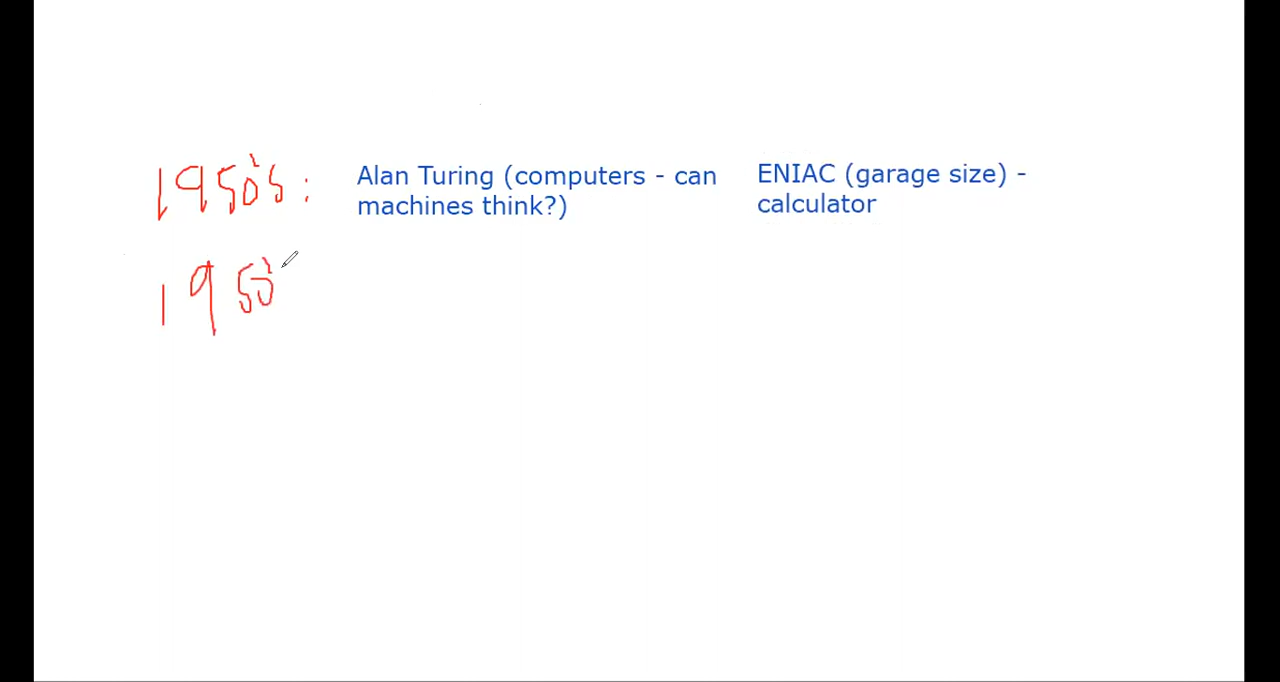 1950's: Alan Turing (computers - can machines think?) ENIAC (garage size) - calculator
1950'